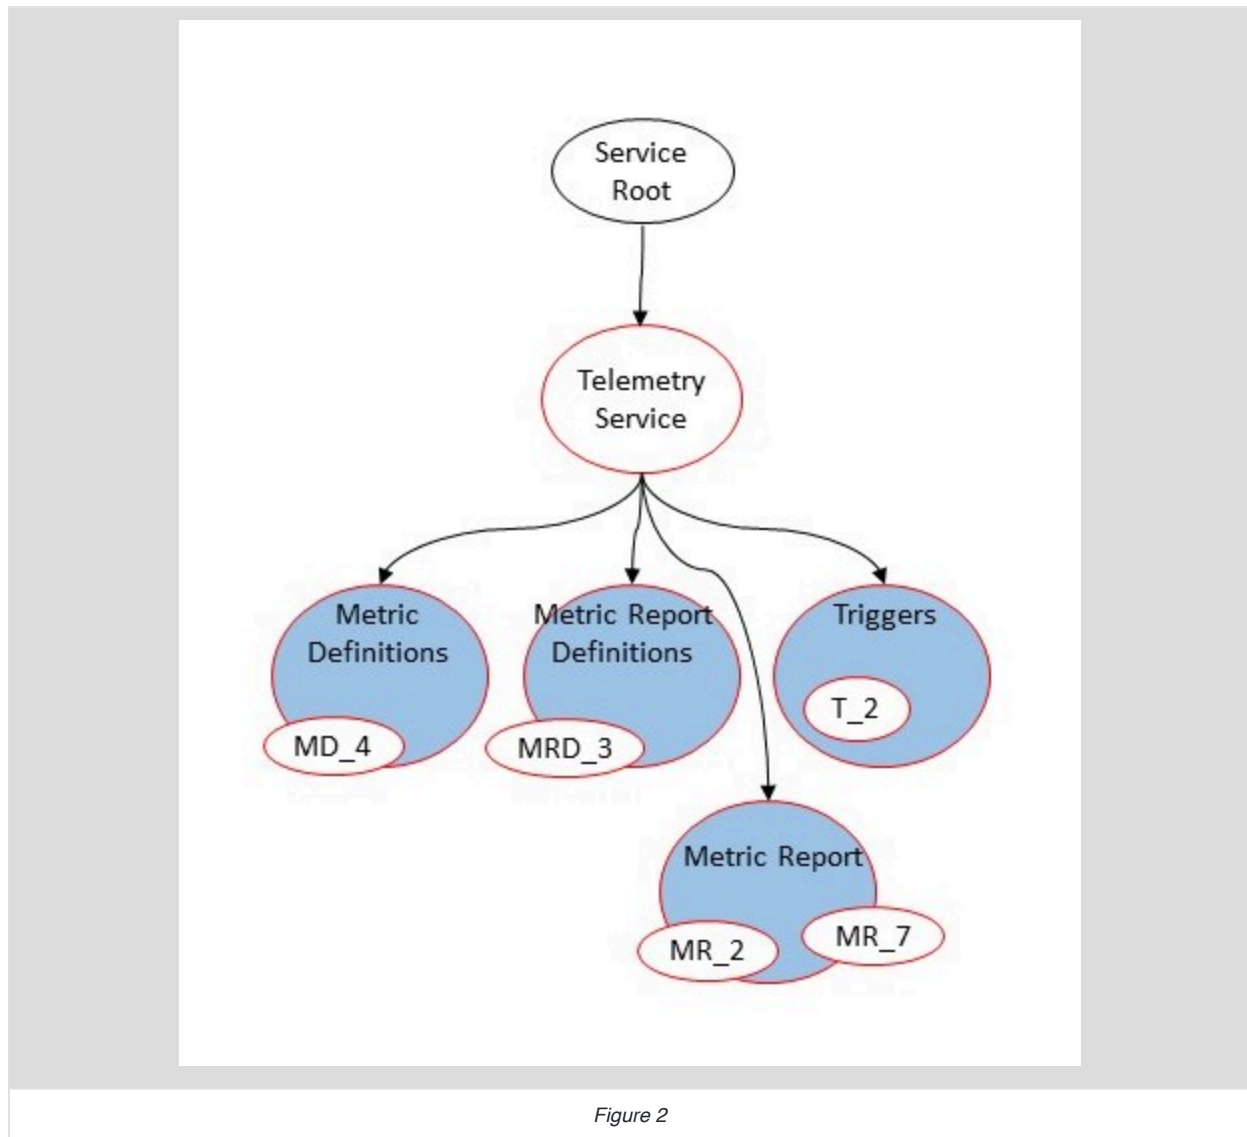 Service
Root
Telemetry
Service
Metric
Definitions
MD_4
Metric Report
Definitions
MRD_3
Triggers
T_2
Metric Report
MR_2
MR_7
Figure 2